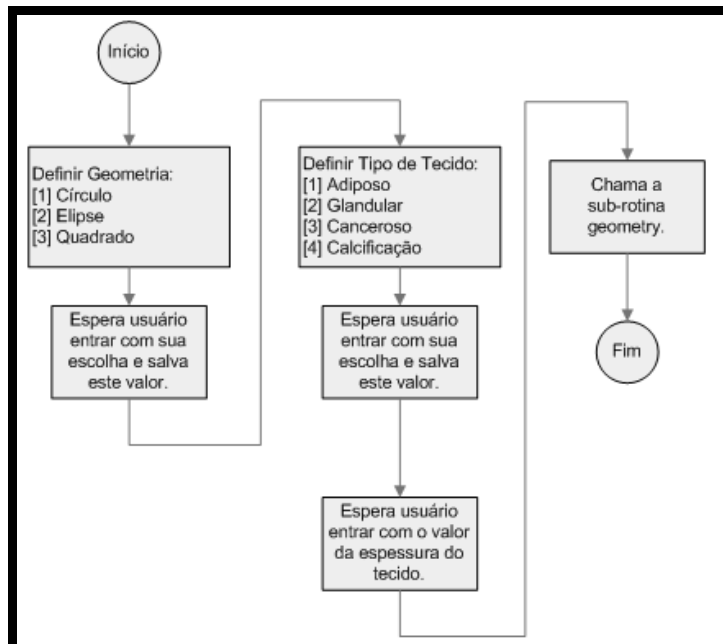 Início
Definir Geometria:
[1] Círculo
[2] Elipse
[3] Quadrado
Espera usuário
entrar com sua
escolha e salva
este valor.
Definir Tipo de Tecido:
[1] Adiposo
[2] Glandular
[3] Canceroso
[4] Calcificação
Espera usuário
entrar com sua
escolha e salva
este valor.
Espera usuário
entrar com o valor
da espessura do
tecido.
Chama a
sub-rotina
geometry.
Fim